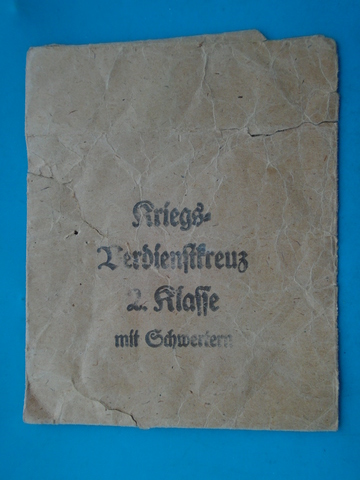 Kriegs-
Verdienstkreuz
2. Klasse
mit Schwertern